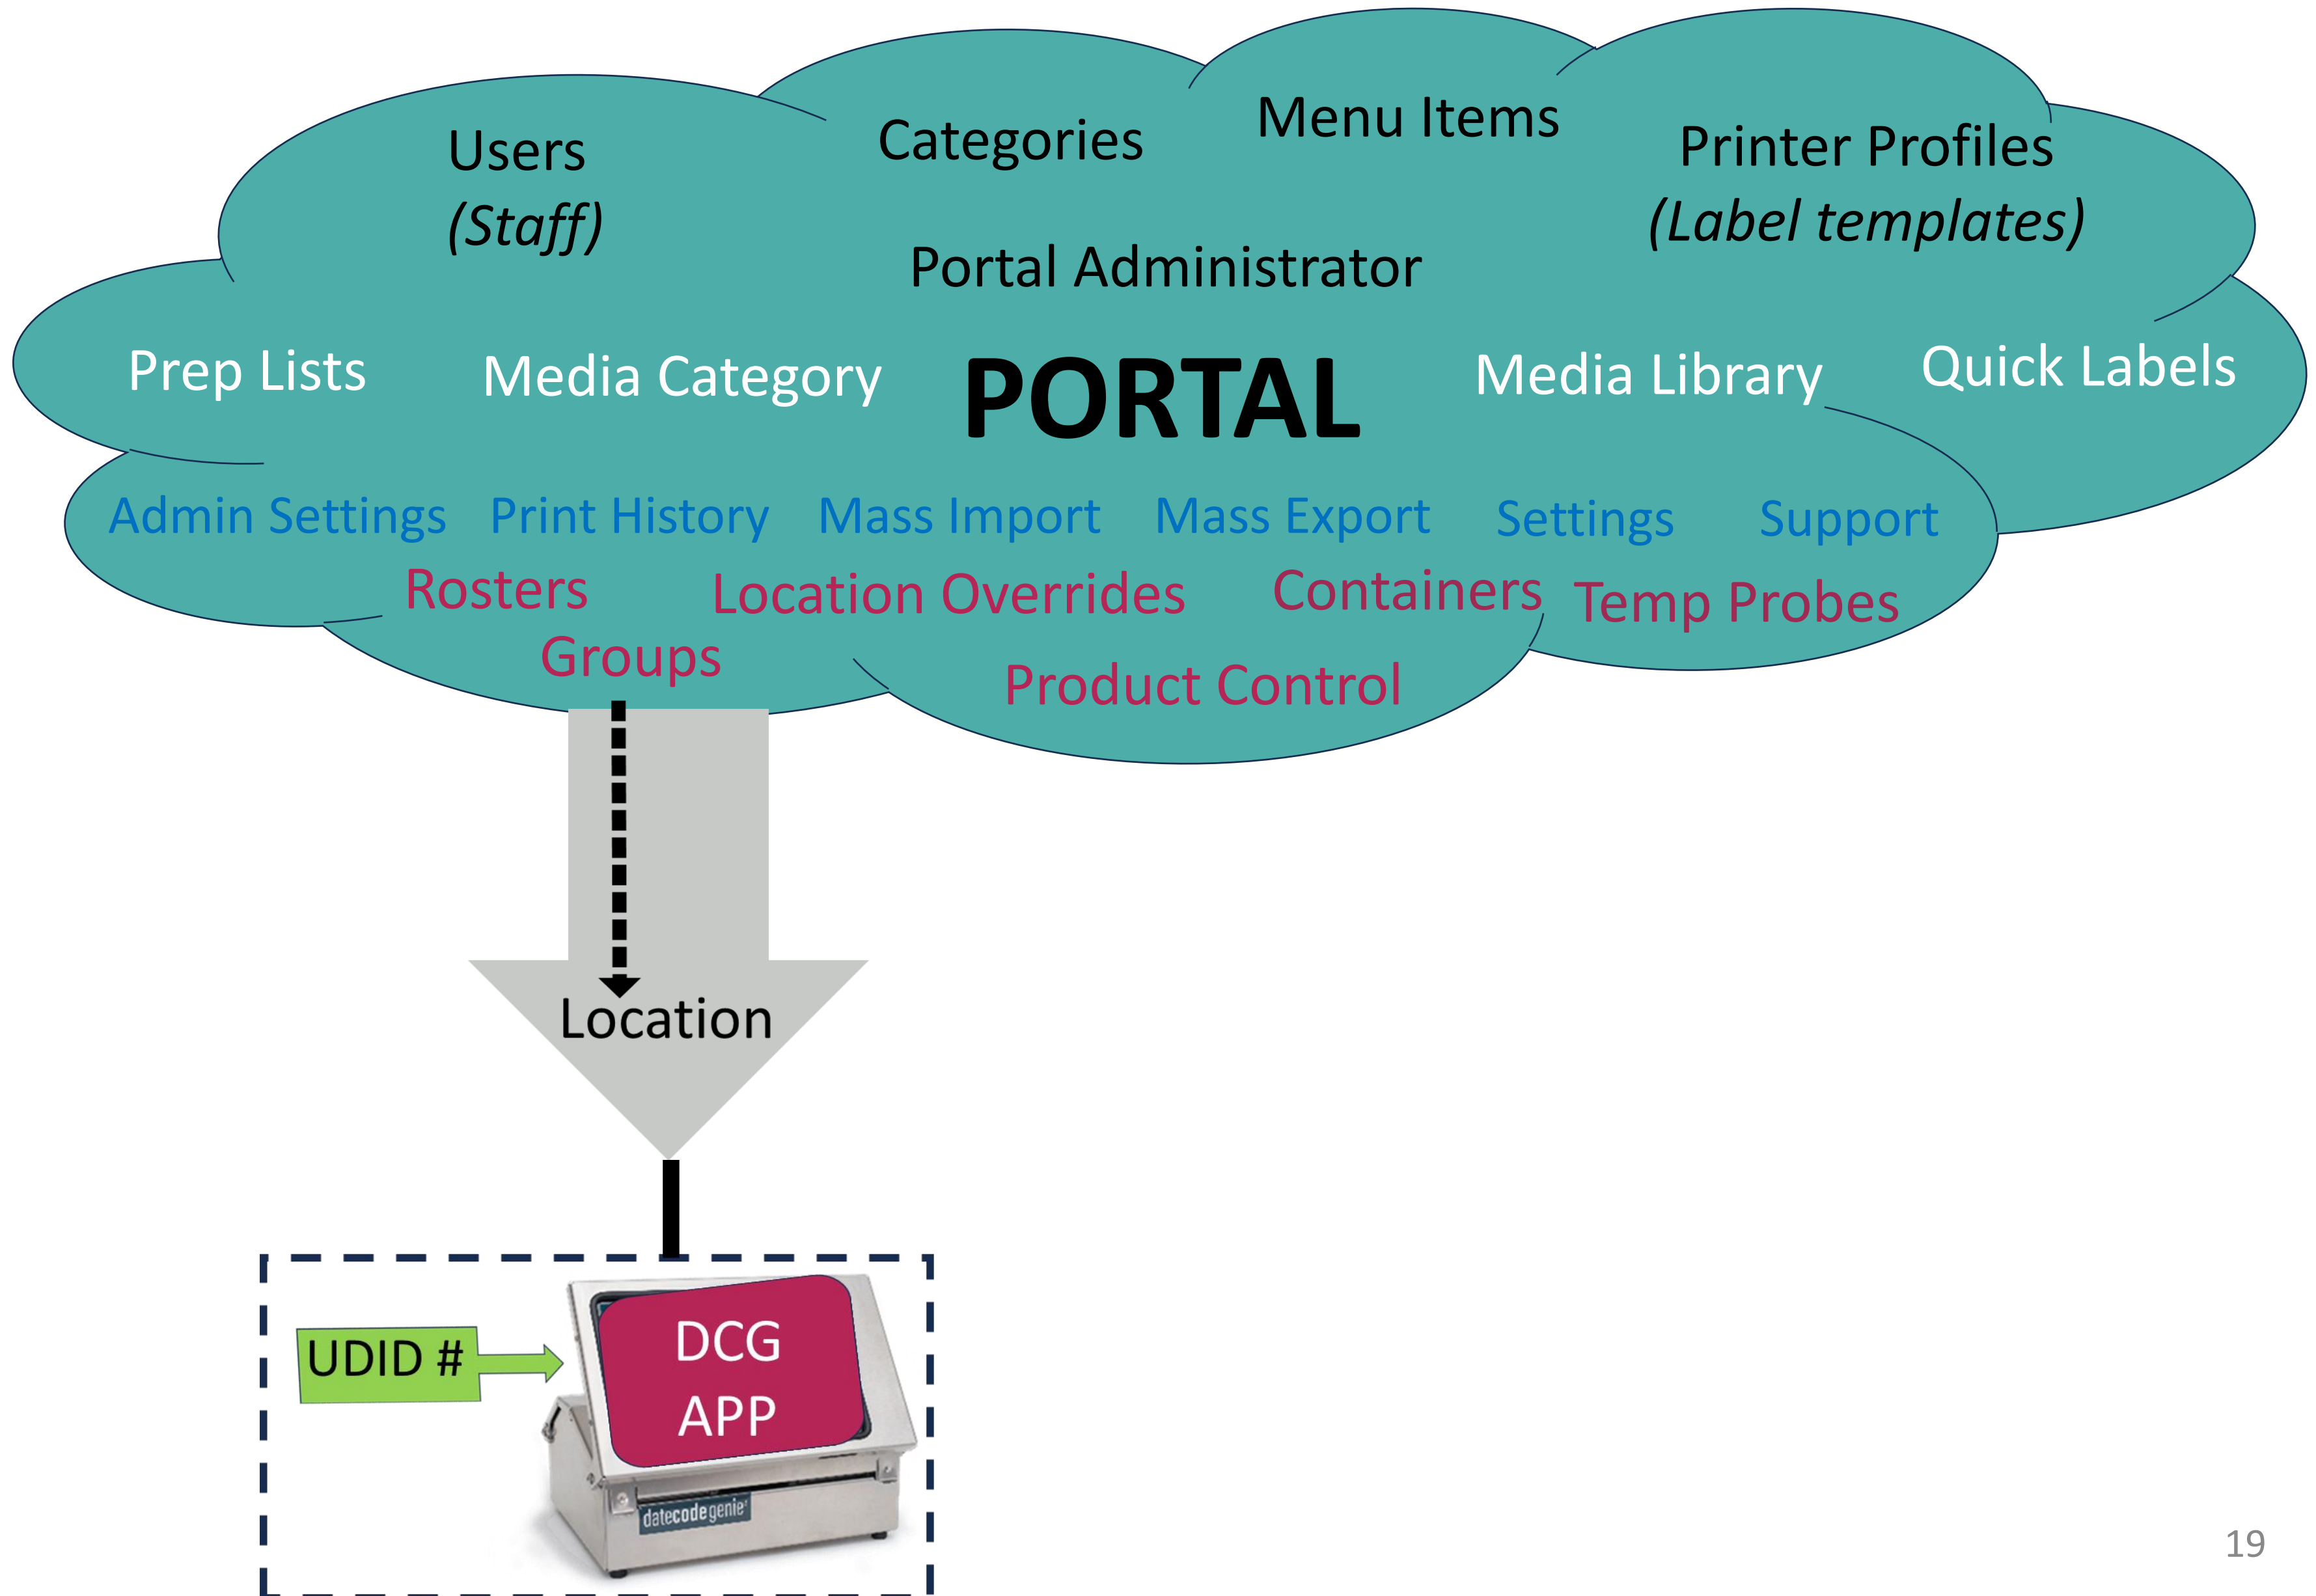 Users
(Staff)
Categories
Menu Items
Printer Profiles
(Label templates)
Portal Administrator
Prep Lists
Media Category
PORTAL
Media Library
Quick Labels
Admin Settings
Print History
Mass Import
Mass Export
Settings
Support
Rosters
Location Overrides
Containers
Temp Probes
Groups
Product Control
Location
UDID #
DCG
APP
datecodegenie
19